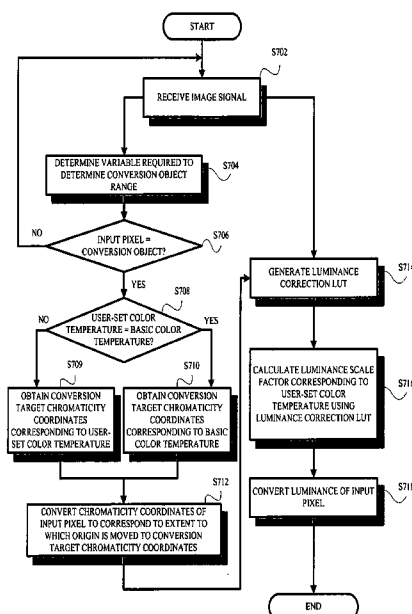 START
S702
RECEIVE IMAGE SIGNAL
DETERMINE VARIABLE REQUIRED TO
DETERMINE CONVERSION OBJECT
RANGE
S704
NO
INPUT PIXEL =
CONVERSION OBJECT?
S706
YES
S708
NO
USER-SET COLOR
TEMPERATURE = BASIC COLOR
TEMPERATURE?
YES
S709
OBTAIN CONVERSION
TARGET CHROMATICITY
COORDINATES
CORRESPONDING TO USER-
SET COLOR TEMPERATURE
S710
OBTAIN CONVERSION
TARGET CHROMATICITY
COORDINATES
CORRESPONDING TO BASIC
COLOR TEMPERATURE
S712
CONVERT CHROMATICITY COORDINATES
OF INPUT PIXEL TO CORRESPOND TO EXTENT TO
WHICH ORIGIN IS MOVED TO CONVERSION
TARGET CHROMATICITY COORDINATES
GENERATE LUMINANCE
CORRECTION LUT
CALCULATE LUMINANCE SCALE
FACTOR CORRESPONDING TO
USER-SET COLOR
TEMPERATURE USING
LUMINANCE CORRECTION LUT
CONVERT LUMINANCE OF INPUT
PIXEL
END